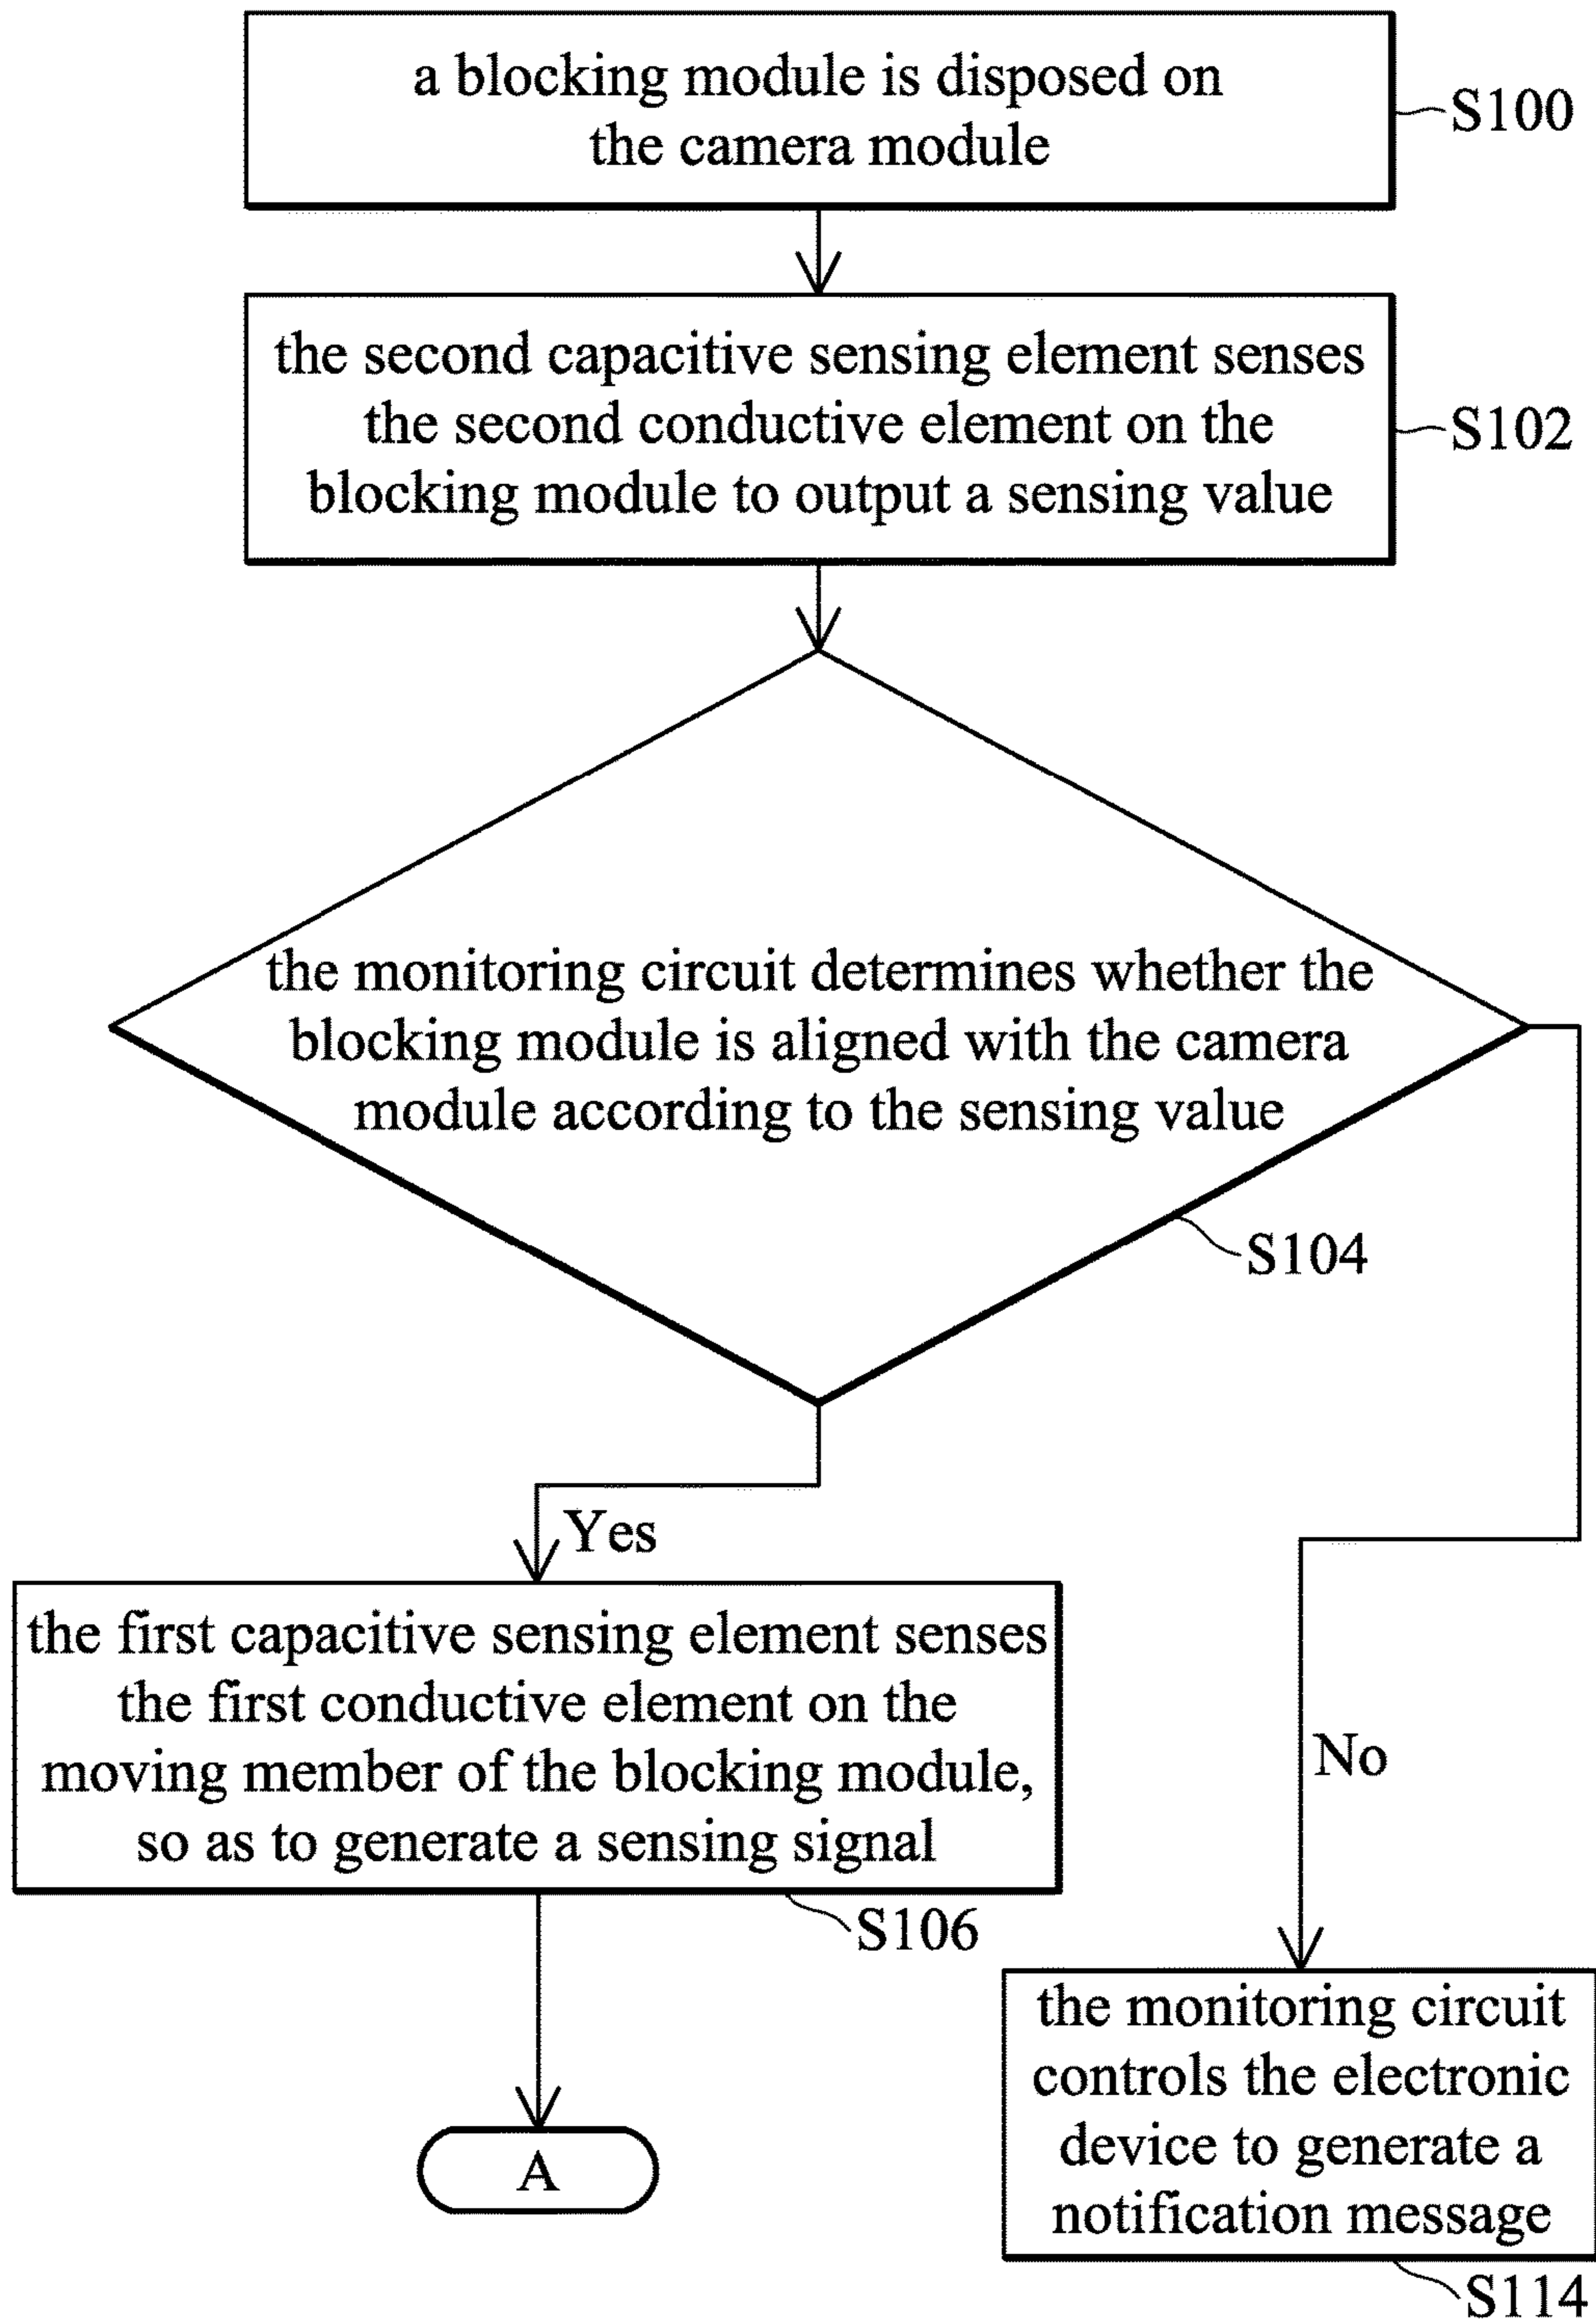 a blocking module is disposed on
the camera module
S100
the second capacitive sensing element senses
the second conductive element on the
blocking module to output a sensing value
S102
the monitoring circuit determines whether the
blocking module is aligned with the camera
module according to the sensing value
S104
Yes
the first capacitive sensing element senses
the first conductive element on the
moving member of the blocking module,
so as to generate a sensing signal
S106
A
No
the monitoring circuit
controls the electronic
device to generate a
notification message
S114